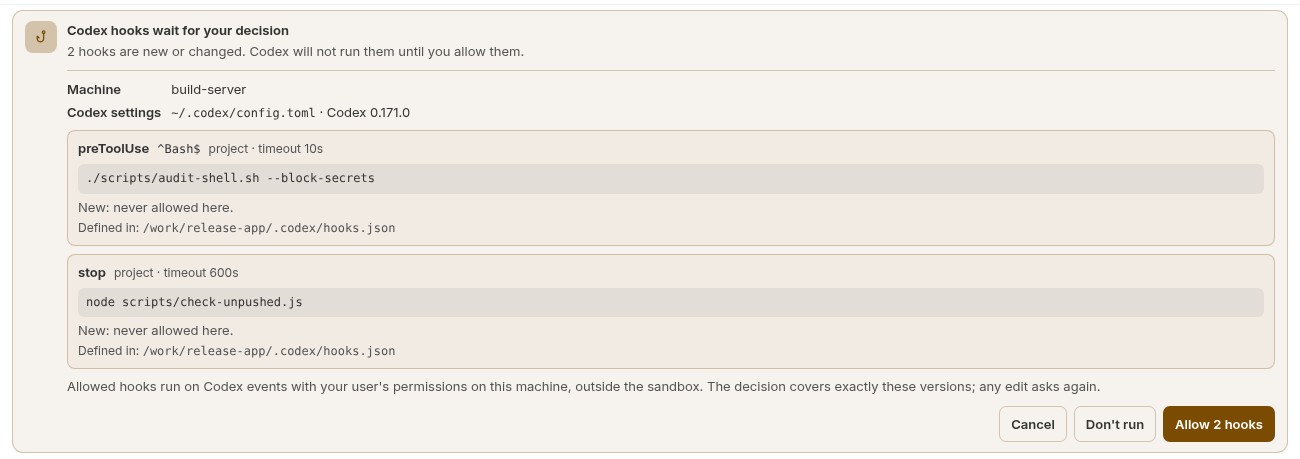 Codex hooks wait for your decision
2 hooks are new or changed. Codex will not run them until you allow them.
Machine build-server
Codex settings ~/.codex/config.toml · Codex 0.171.0
preToolUse ^Bash$ project · timeout 10s
./scripts/audit-shell.sh --block-secrets
New: never allowed here.
Defined in: /work/release-app/.codex/hooks.json
stop project · timeout 600s
node scripts/check-unpushed.js
New: never allowed here.
Defined in: /work/release-app/.codex/hooks.json
Allowed hooks run on Codex events with your user's permissions on this machine, outside the sandbox. The decision covers exactly these versions; any edit asks again.
Cancel Don't run Allow 2 hooks